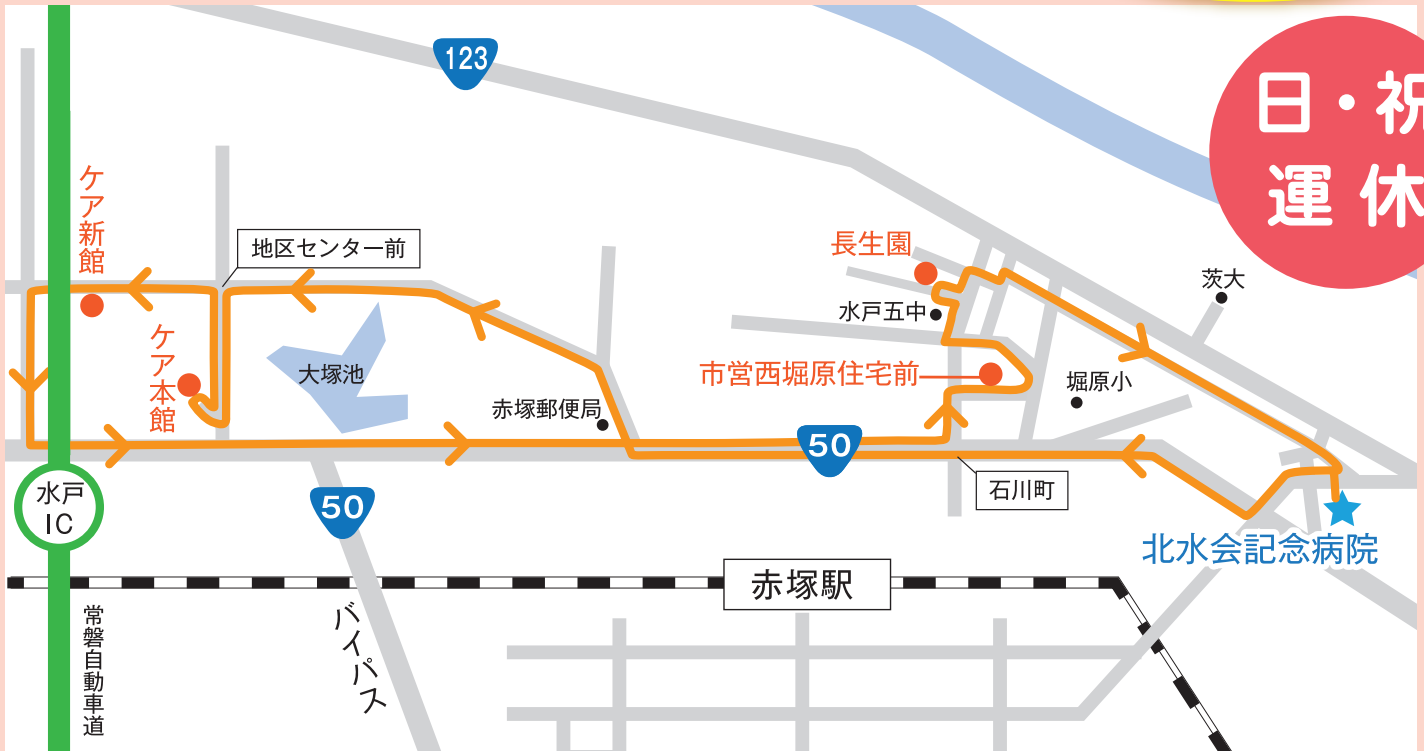 123
日・祝
運休
ケア新館
地区センター前
長生園
茨大
水戸五中
ケア本館
大塚池
市営西堀原住宅前
堀原小
赤塚郵便局
50
水戸
IC
50
石川町
北水会記念病院
赤塚駅
常磐自動車道
バイパス